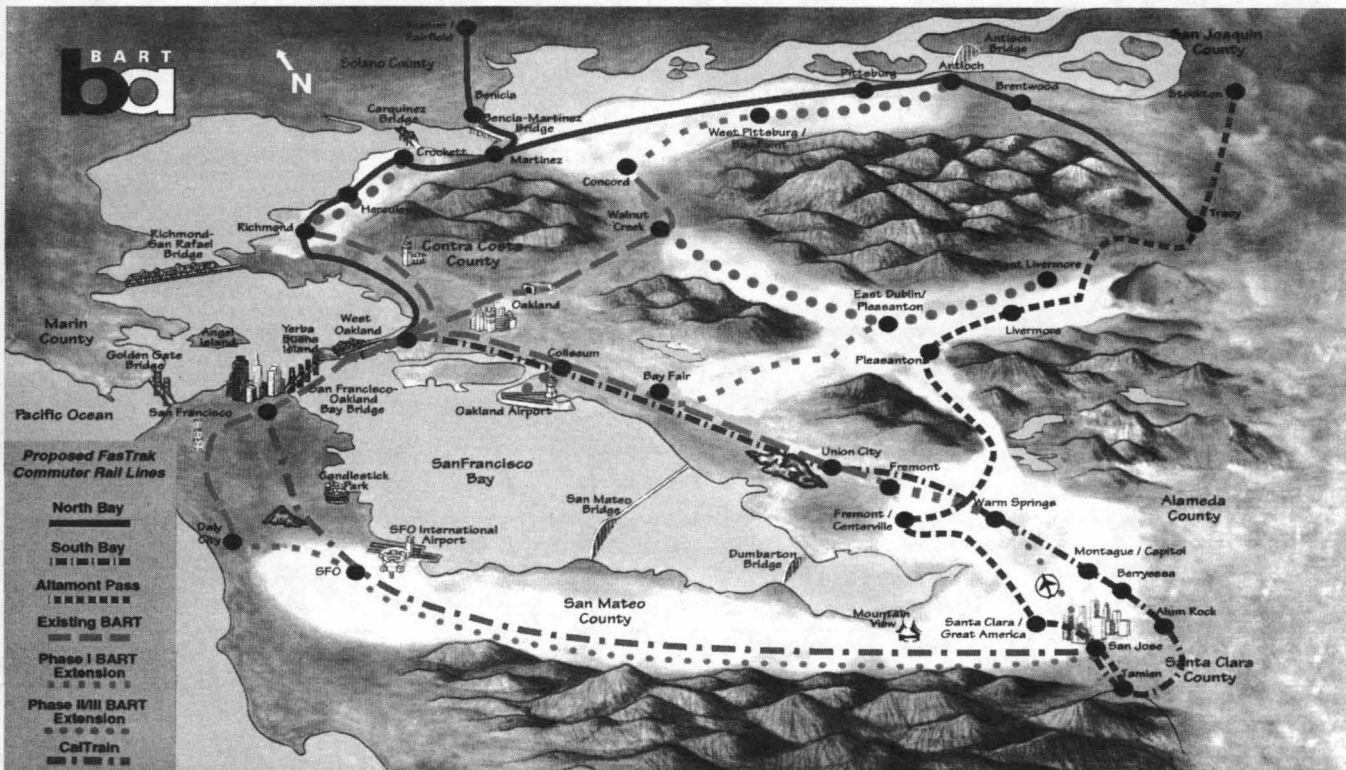 BART
ba
N
Fairfield
Solano County
Benicia
Bencia-Martinez
Bridge
Carquinez
Bridge
Crockett
Martinez
Pittsburg
Antioch
Bridge
Antioch
Brentwood
San Joaquin
County
Stockton
West Pittsburg /
Bay Point
Concord
Hercules
Richmond
Walnut
Creek
Tracy
Richmond-
San Rafael
Bridge
Contra Costa
County
East Livermore
Oakland
East Dublin/
Pleasanton
Livermore
Marin
County
Angel
Island
Yerba
Buena
Island
West
Oakland
Golden Gate
Bridge
Coliseum
Pleasanton
Bay Fair
Pacific Ocean
San Francisco
San Francisco-
Oakland
Bay Bridge
Oakland Airport
Proposed FasTrak
Commuter Rail Lines
North Bay
South Bay
Altamont Pass
Existing BART
Phase I BART
Extension
Phase II/III BART
Extension
CalTrain
SanFrancisco
Bay
Union City
Fremont
Candlestick
Park
San Mateo
Bridge
Fremont /
Centerville
Warm Springs
Alameda
County
Daly
City
SFO International
Airport
SFO
Dumbarton
Bridge
Montague / Capitol
Berryessa
San Mateo
County
Mountain
View
Santa Clara /
Great America
Alum Rock
San Jose
Santa Clara
County
Tamien